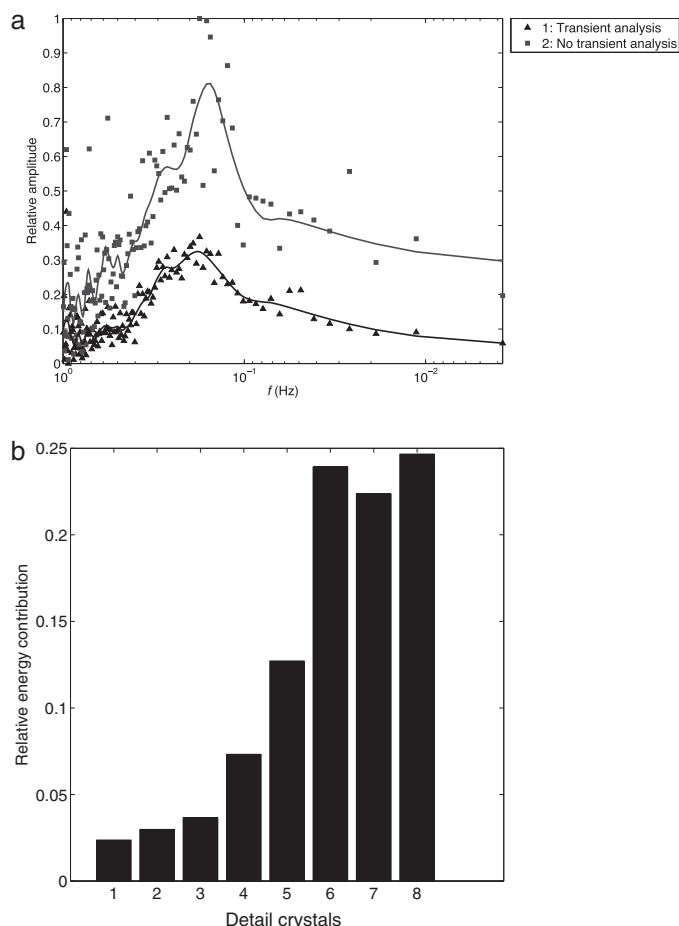 a
1: Transient analysis
2: No transient analysis
1
0.9
0.8
0.7
0.6
0.5
0.4
0.3
0.2
0.1
0
Relative amplitude
10⁰ 10⁻¹ 10⁻²
f (Hz)
b
0.25
0.2
0.15
0.1
0.05
0
Relative energy contribution
1 2 3 4 5 6 7 8
Detail crystals